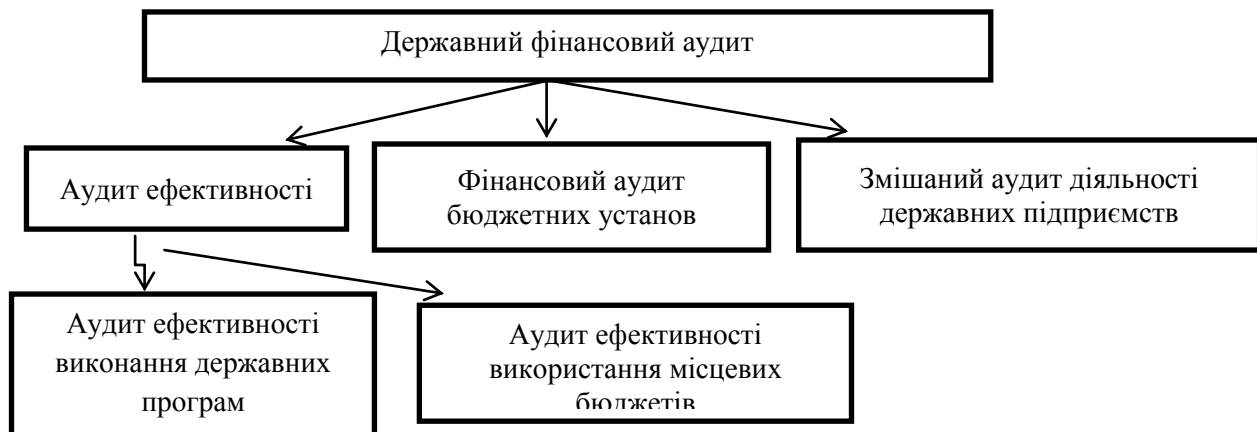 Державний фінансовий аудит
Аудит ефективності
Фінансовий аудит
бюджетних установ
Змішаний аудит діяльності
державних підприємств
Аудит ефективності
виконання державних
програм
Аудит ефективності
використання місцевих
бюджетів